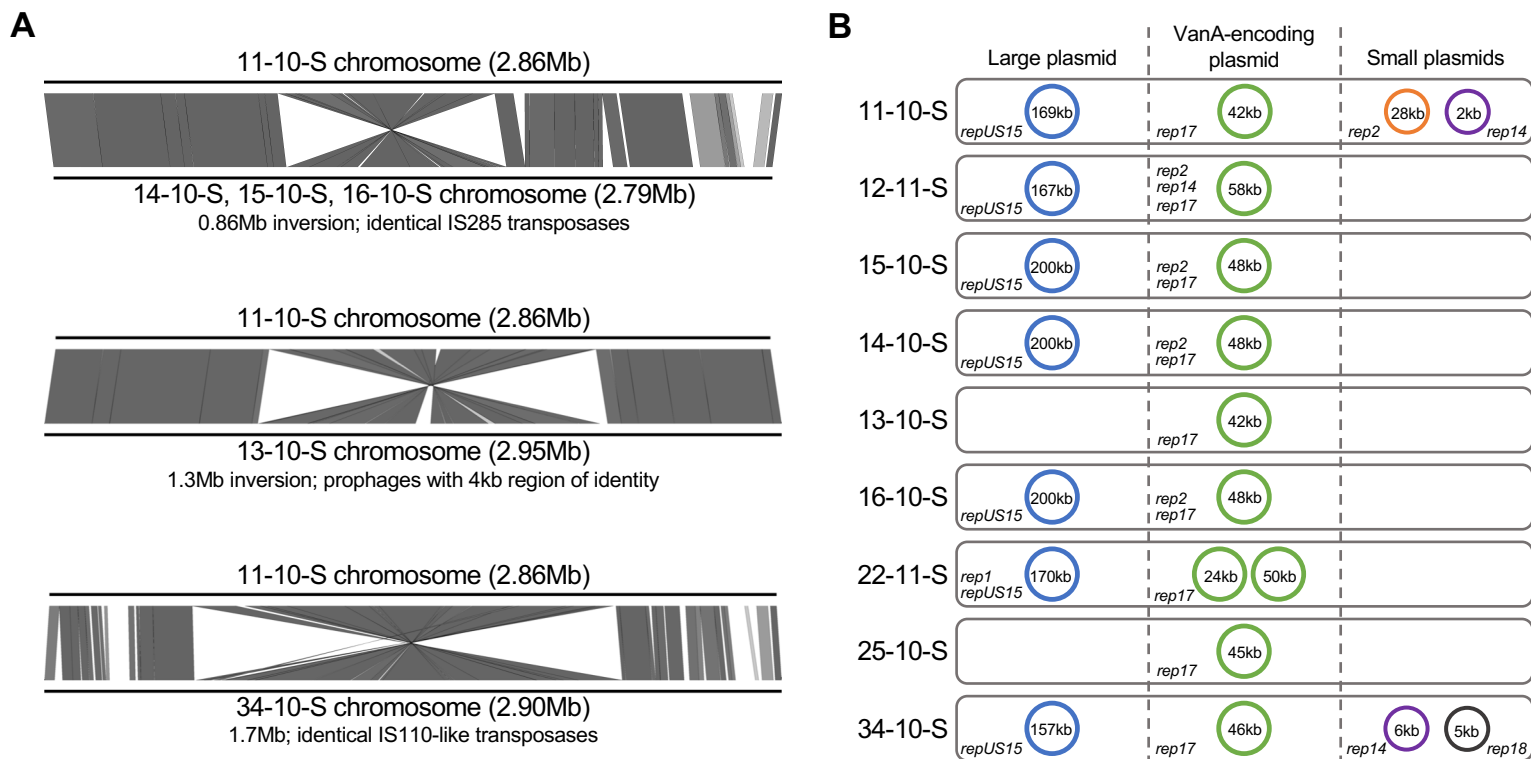 A
11-10-S chromosome (2.86Mb)
14-10-S, 15-10-S, 16-10-S chromosome (2.79Mb)
0.86Mb inversion; identical IS285 transposases
11-10-S chromosome (2.86Mb)
13-10-S chromosome (2.95Mb)
1.3Mb inversion; prophages with 4kb region of identity
11-10-S chromosome (2.86Mb)
34-10-S chromosome (2.90Mb)
1.7Mb; identical IS110-like transposases
B
Large plasmid
VanA-encoding
plasmid
Small plasmids
11-10-S
repUS15
169kb
rep17
42kb
rep2
28kb
2kb
rep14
12-11-S
repUS15
167kb
rep2
rep14
rep17
58kb
15-10-S
repUS15
200kb
rep2
rep17
48kb
14-10-S
repUS15
200kb
rep2
rep17
48kb
13-10-S
rep17
42kb
16-10-S
repUS15
200kb
rep2
rep17
48kb
22-11-S
rep1
repUS15
170kb
rep17
24kb
50kb
25-10-S
rep17
45kb
34-10-S
repUS15
157kb
rep17
46kb
rep14
6kb
5kb
rep18